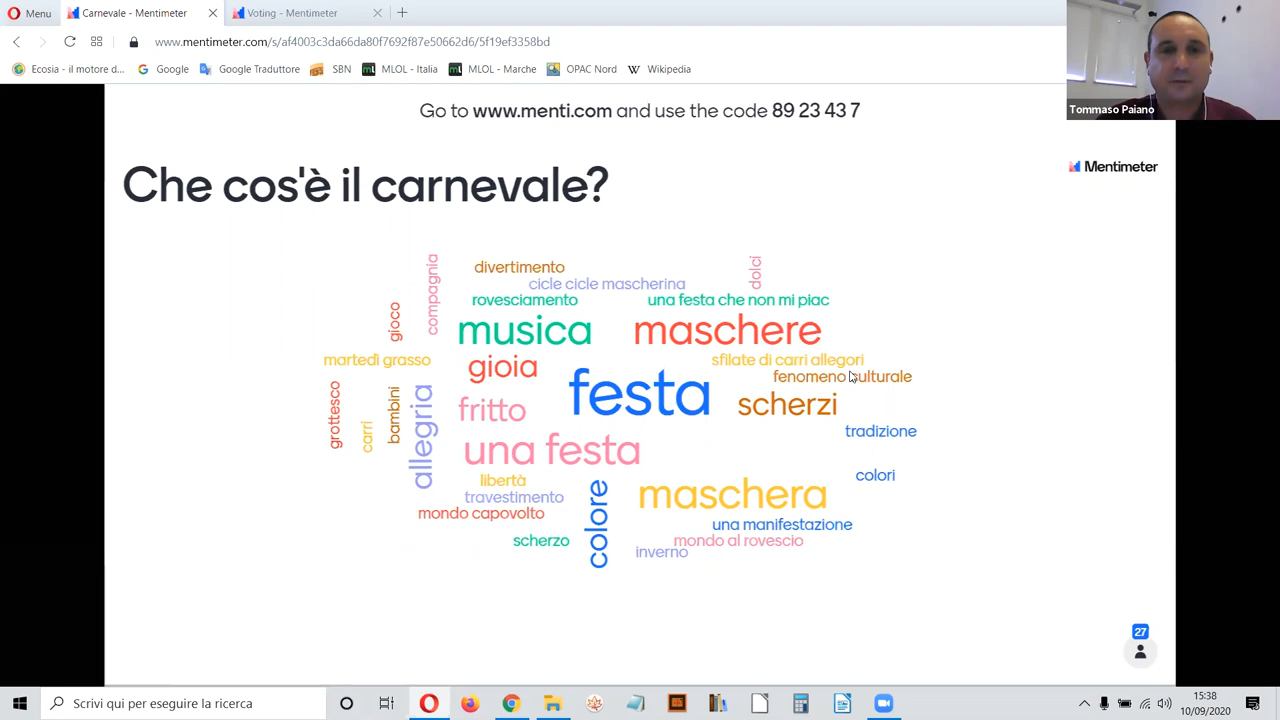 Menu
Carnevale - Mentimeter
Voting - Mentimeter
www.mentimeter.com/s/af4003c3da66da80f7692f87e50662d6/5f19ef3358bd
Ecosia - il motore d...
Google
Google Traduttore
SBN
MLOL - Italia
MLOL - Marche
OPAC Nord
Wikipedia
Tommaso Paiano
Go to www.menti.com and use the code 89 23 43 7
Mentimeter
Che cos'è il carnevale?
compagnia
divertimento
dolci
cicle cicle mascherina
rovesciamento
una festa che non mi piac
gioco
musica
maschere
martedì grasso
gioia
sfilate di carri allegori
fenomeno culturale
festa
grottesco
carri
bambini
allegria
fritto
scherzi
tradizione
una festa
colori
libertà
colore
maschera
travestimento
mondo capovolto
una manifestazione
scherzo
mondo al rovescio
inverno
27
Scrivi qui per eseguire la ricerca
15:38
10/09/2020